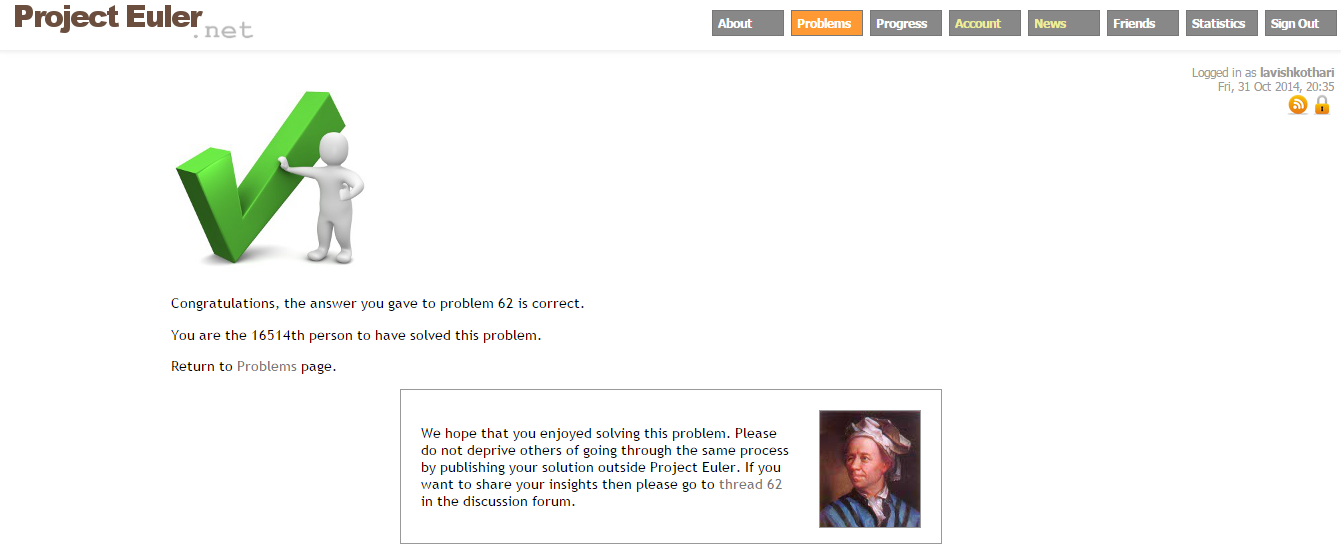 Project Euler
.net
About Problems Progress Account News Friends Statistics Sign Out
Logged in as lavishkothari
Fri, 31 Oct 2014, 20:35
Congratulations, the answer you gave to problem 62 is correct.
You are the 16514th person to have solved this problem.
Return to Problems page.
We hope that you enjoyed solving this problem. Please
do not deprive others of going through the same process
by publishing your solution outside Project Euler. If you
want to share your insights then please go to thread 62
in the discussion forum.